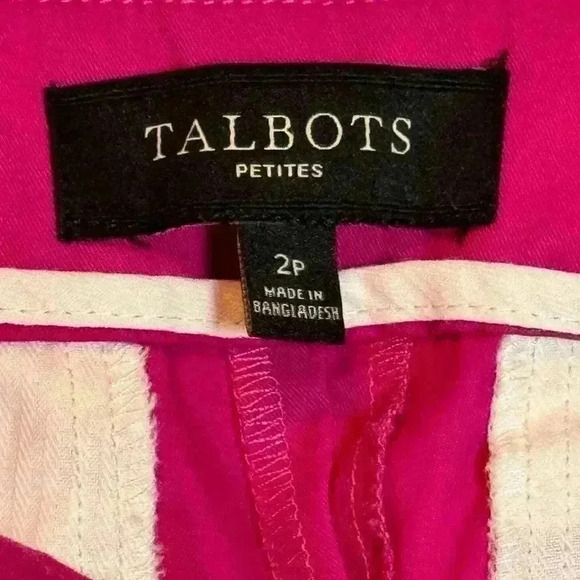 TALBOTS
PETITES
2P
MADE IN
BANGLADESH